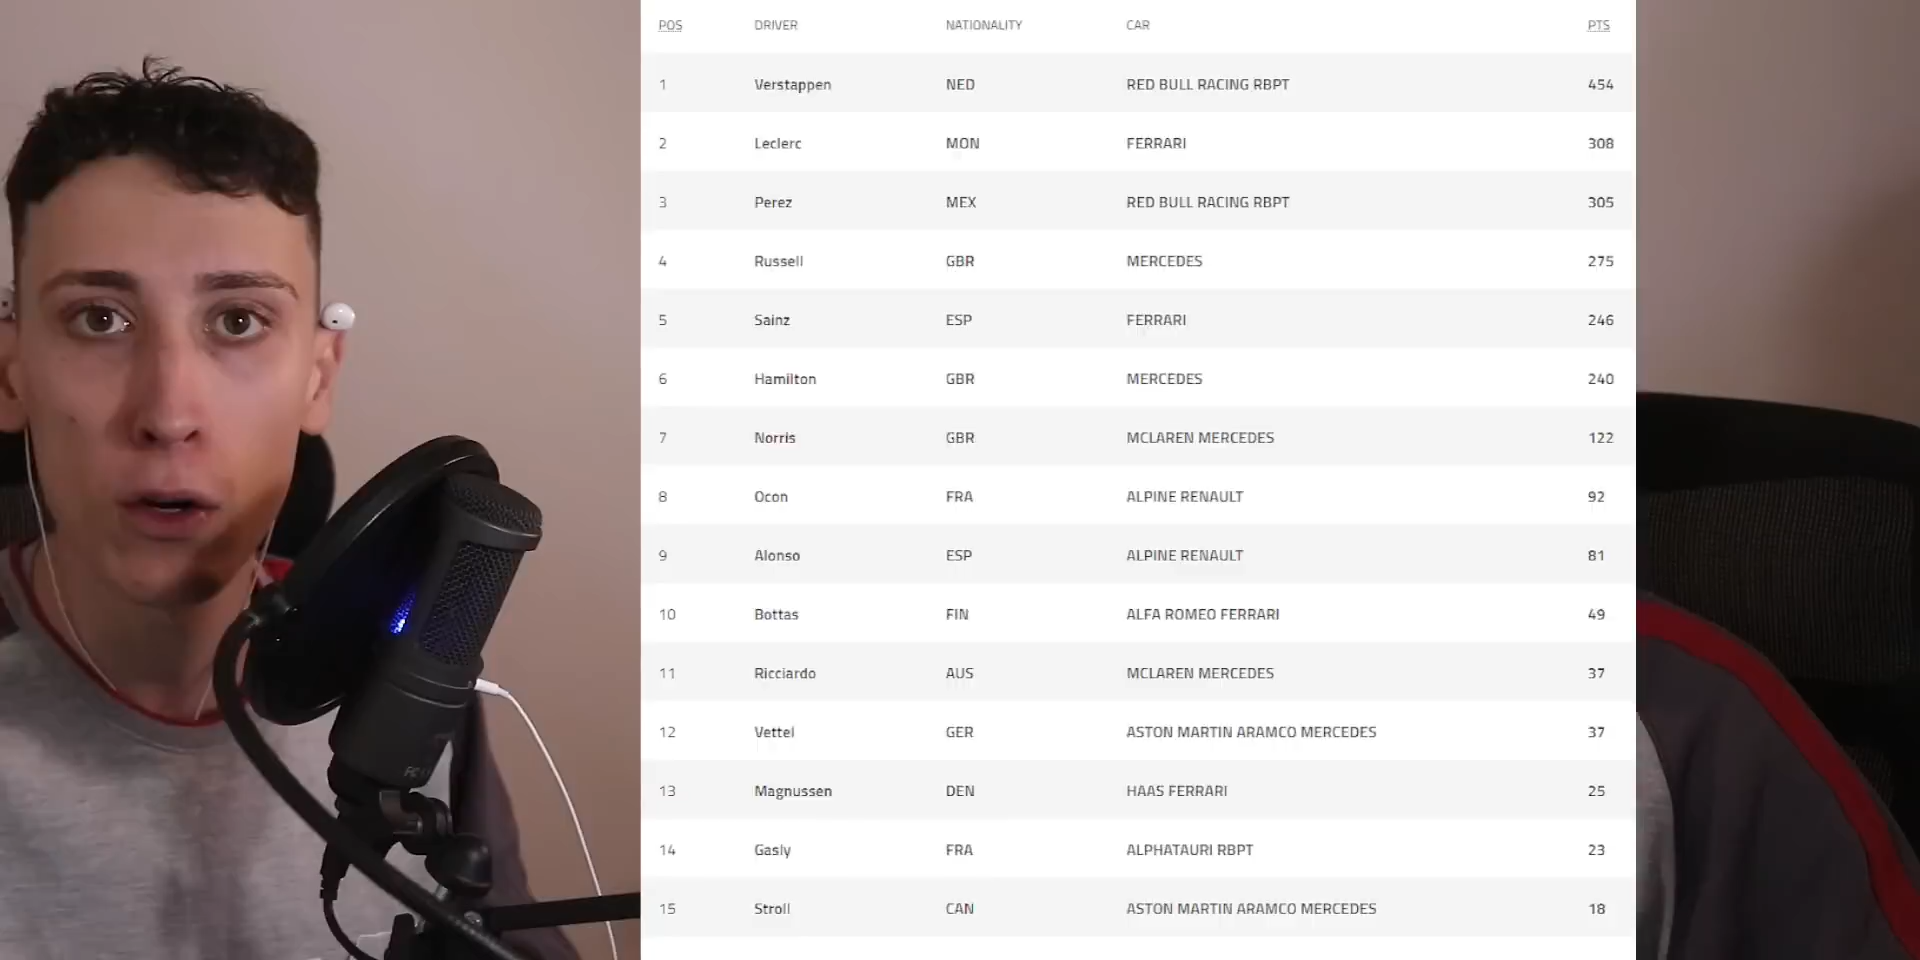 POS DRIVER NATIONALITY CAR PTS
1 Verstappen NED RED BULL RACING RBPT 454
2 Leclerc MON FERRARI 308
3 Perez MEX RED BULL RACING RBPT 305
4 Russell GBR MERCEDES 275
5 Sainz ESP FERRARI 246
6 Hamilton GBR MERCEDES 240
7 Norris GBR MCLAREN MERCEDES 122
8 Ocon FRA ALPINE RENAULT 92
9 Alonso ESP ALPINE RENAULT 81
10 Bottas FIN ALFA ROMEO FERRARI 49
11 Ricciardo AUS MCLAREN MERCEDES 37
12 Vettel GER ASTON MARTIN ARAMCO MERCEDES 37
13 Magnussen DEN HAAS FERRARI 25
14 Gasly FRA ALPHATAURI RBPT 23
15 Stroll CAN ASTON MARTIN ARAMCO MERCEDES 18